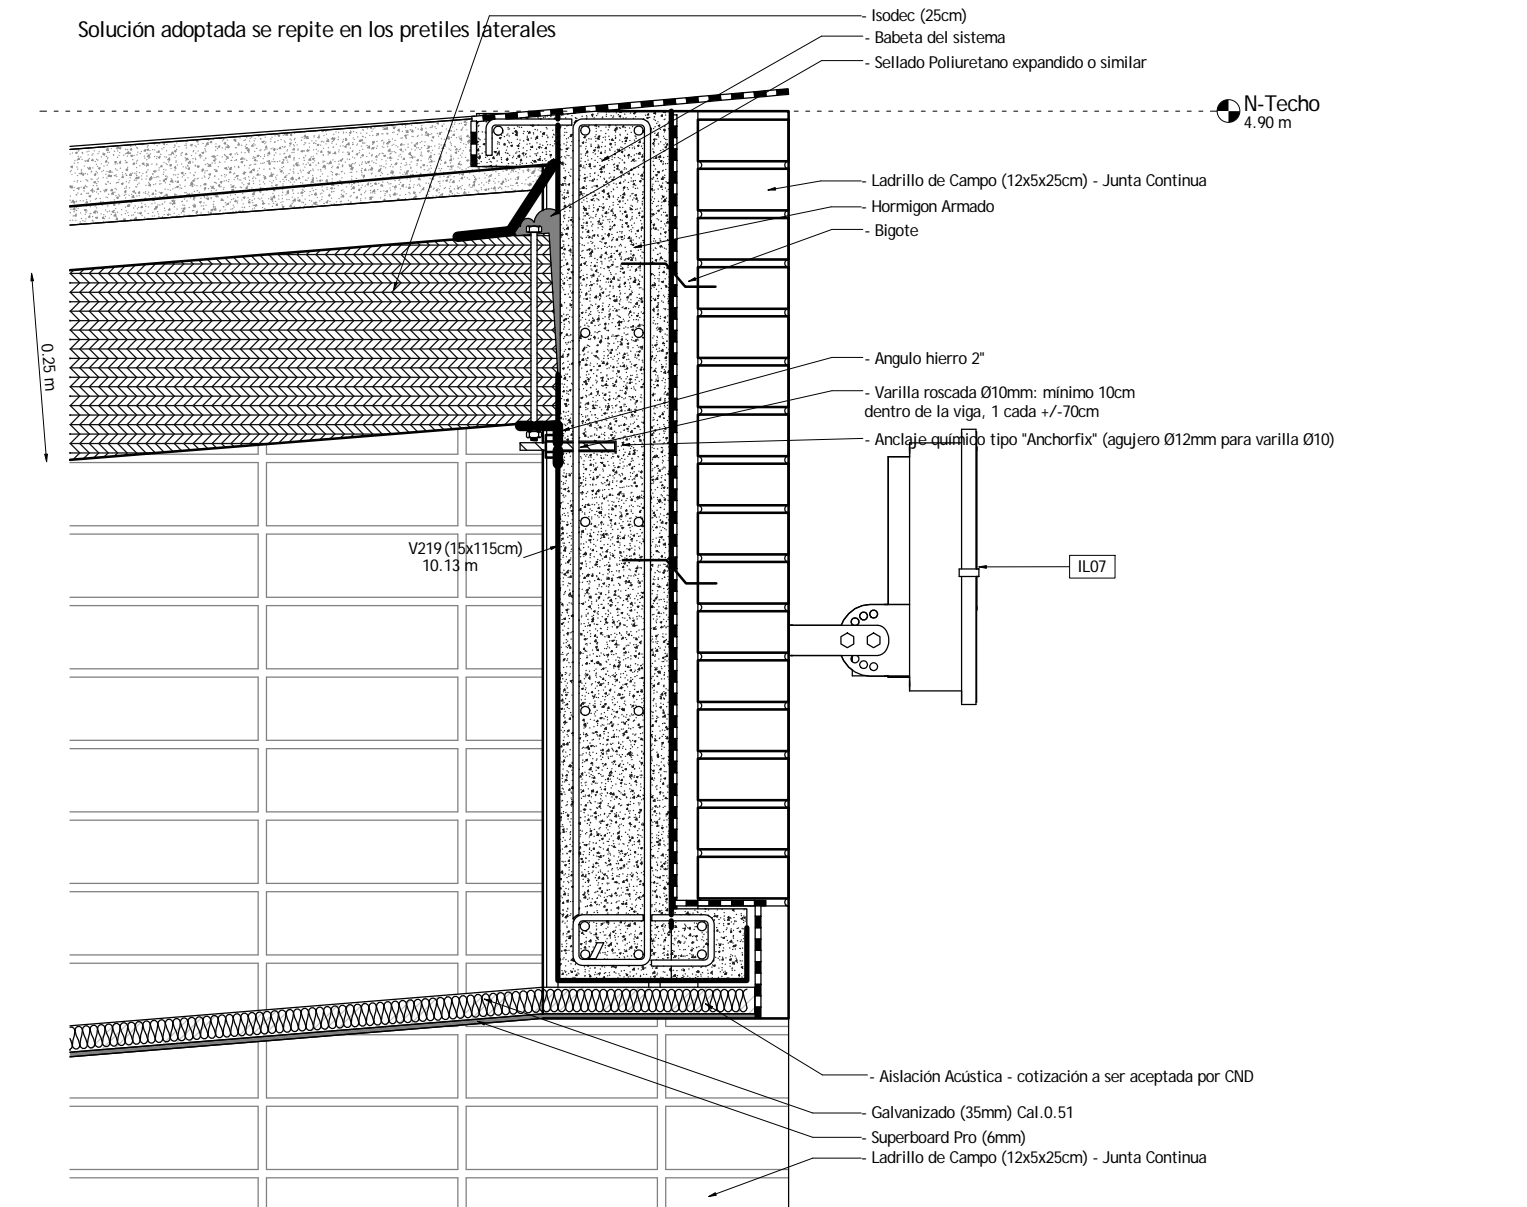 Solución adoptada se repite en los pretiles laterales
- Isodec (25cm)
- Babeta del sistema
- Sellado Poliuretano expandido o similar
N-Techo
4.90 m
- Ladrillo de Campo (12x5x25cm) - Junta Continua
- Hormigon Armado
- Bigote
0.25 m
- Angulo hierro 2"
- Varilla roscada Ø10mm: mínimo 10cm
dentro de la viga, 1 cada +/-70cm
- Anclaje químico tipo "Anchorfix" (agujero Ø12mm para varilla Ø10)
V219 (15x115cm)
10.13 m
IL07
- Aislación Acústica - cotización a ser aceptada por CND
- Galvanizado (35mm) Cal.0.51
- Superboard Pro (6mm)
- Ladrillo de Campo (12x5x25cm) - Junta Continua